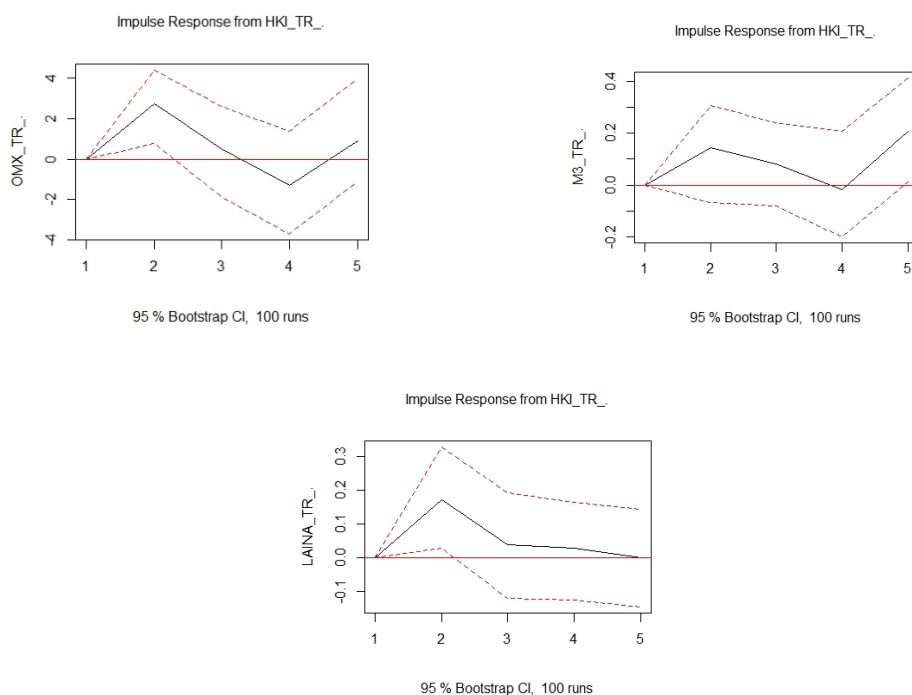 Impulse Response from HKI_TR_.
OMX_TR_.
4
2
0
-2
-4
1 2 3 4 5
95 % Bootstrap CI, 100 runs
Impulse Response from HKI_TR_.
M3_TR_.
0.4
0.2
0.0
-0.2
1 2 3 4 5
95 % Bootstrap CI, 100 runs
Impulse Response from HKI_TR_.
LAINA_TR_.
0.3
0.2
0.1
0.0
-0.1
1 2 3 4 5
95 % Bootstrap CI, 100 runs